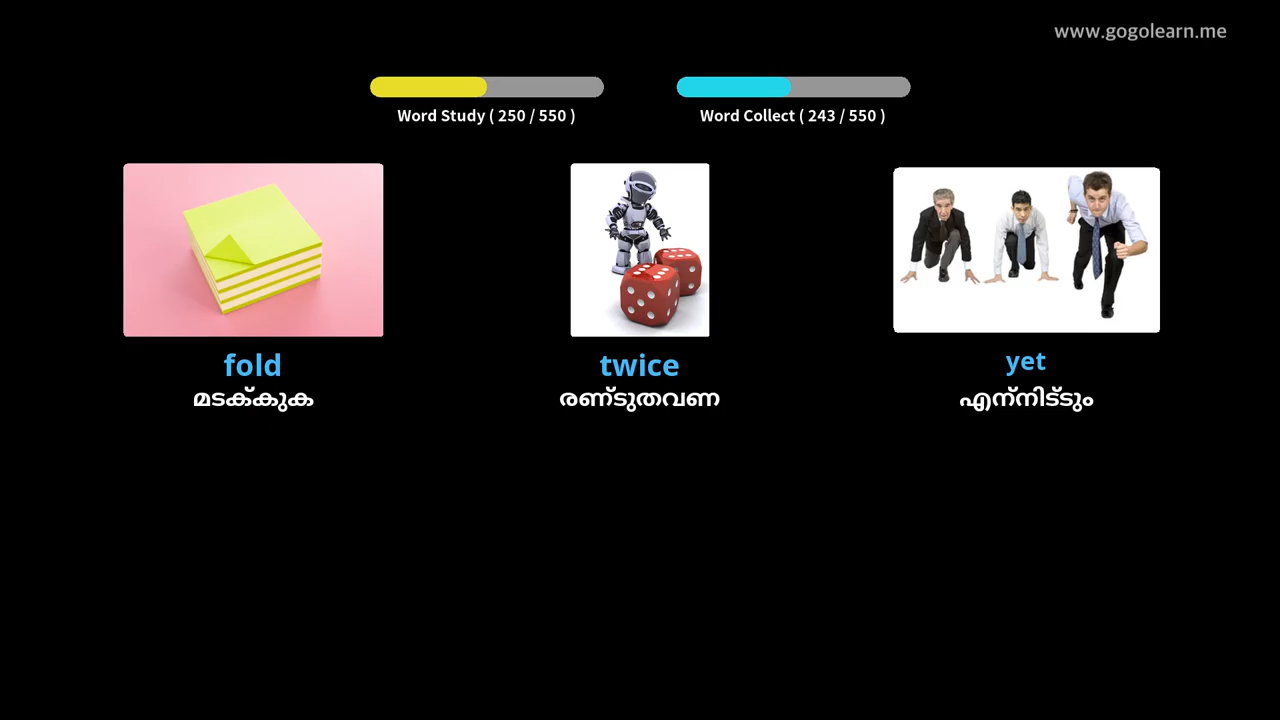 www.gogolearn.me
Word Study ( 250 / 550 )
Word Collect ( 243 / 550 )
fold
twice
yet
മടക്കുക
രണ്ടുതവണ
എന്നിട്ടും